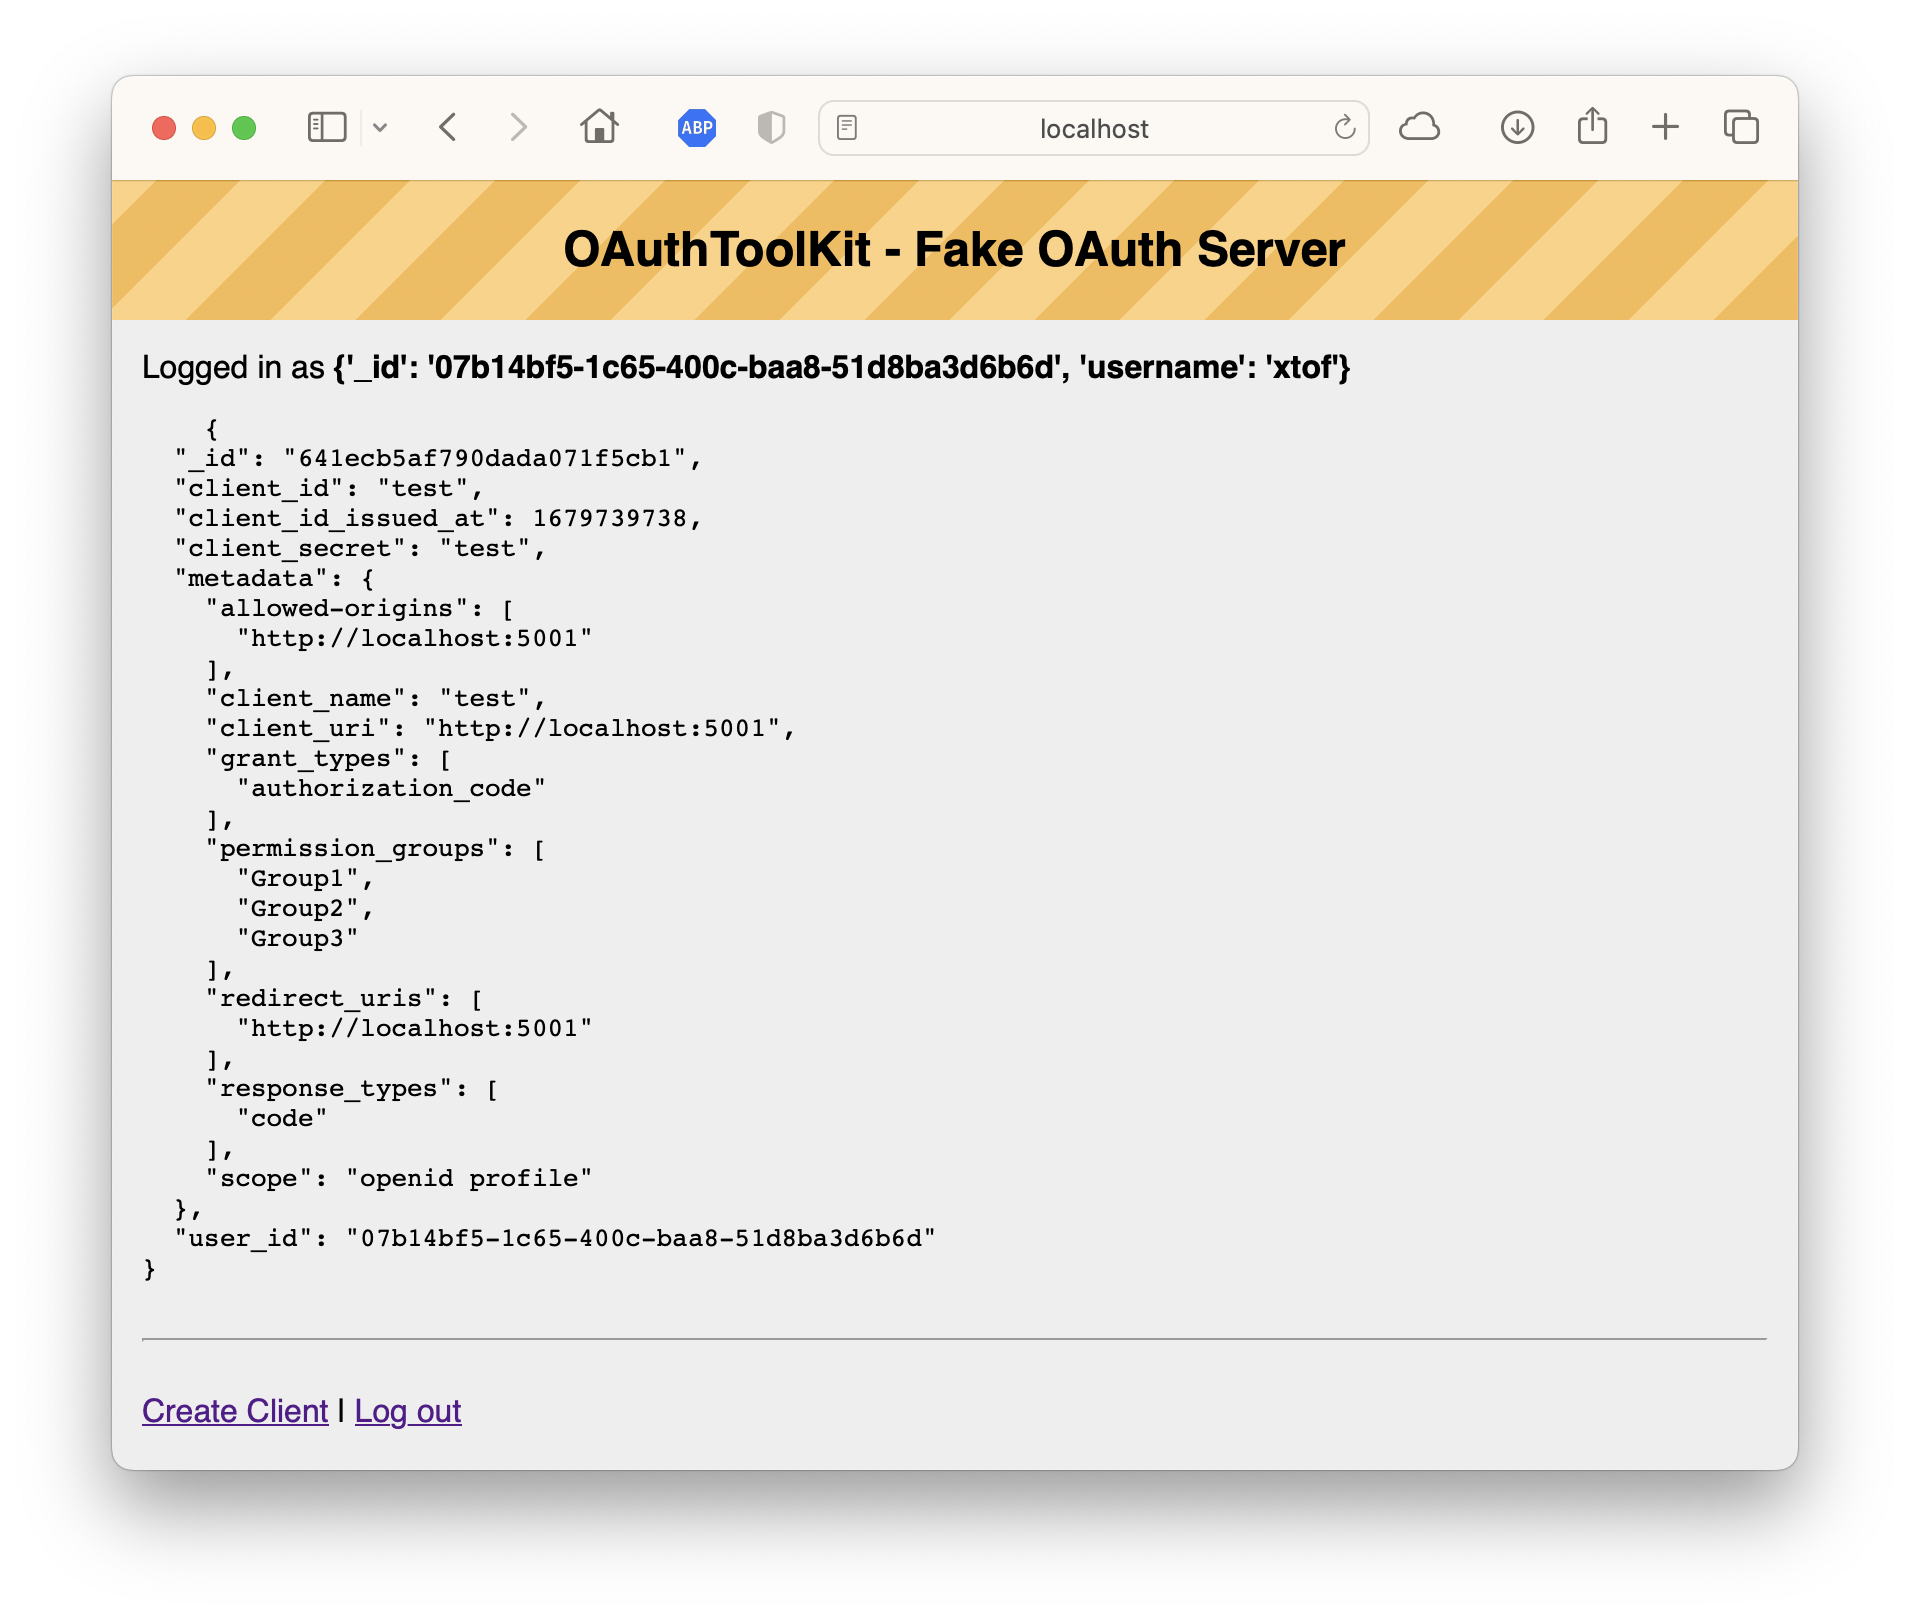 ABP
localhost
OAuthToolKit - Fake OAuth Server
Logged in as {'_id': '07b14bf5-1c65-400c-baa8-51d8ba3d6b6d', 'username': 'xtof'}
    {
  "_id": "641ecb5af790dada071f5cb1",
  "client_id": "test",
  "client_id_issued_at": 1679739738,
  "client_secret": "test",
  "metadata": {
    "allowed-origins": [
      "http://localhost:5001"
    ],
    "client_name": "test",
    "client_uri": "http://localhost:5001",
    "grant_types": [
      "authorization_code"
    ],
    "permission_groups": [
      "Group1",
      "Group2",
      "Group3"
    ],
    "redirect_uris": [
      "http://localhost:5001"
    ],
    "response_types": [
      "code"
    ],
    "scope": "openid profile"
  },
  "user_id": "07b14bf5-1c65-400c-baa8-51d8ba3d6b6d"
}
Create Client | Log out